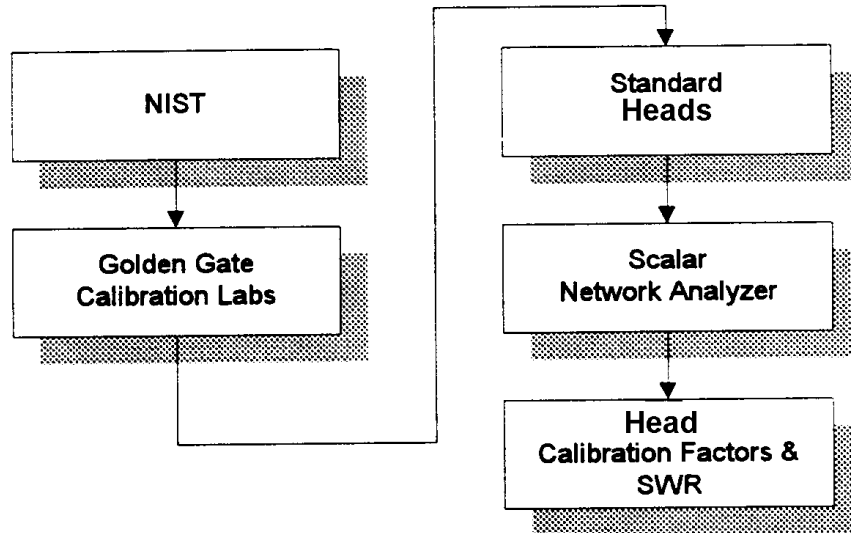 NIST
Golden Gate
Calibration Labs
Standard
Heads
Scalar
Network Analyzer
Head
Calibration Factors &
SWR